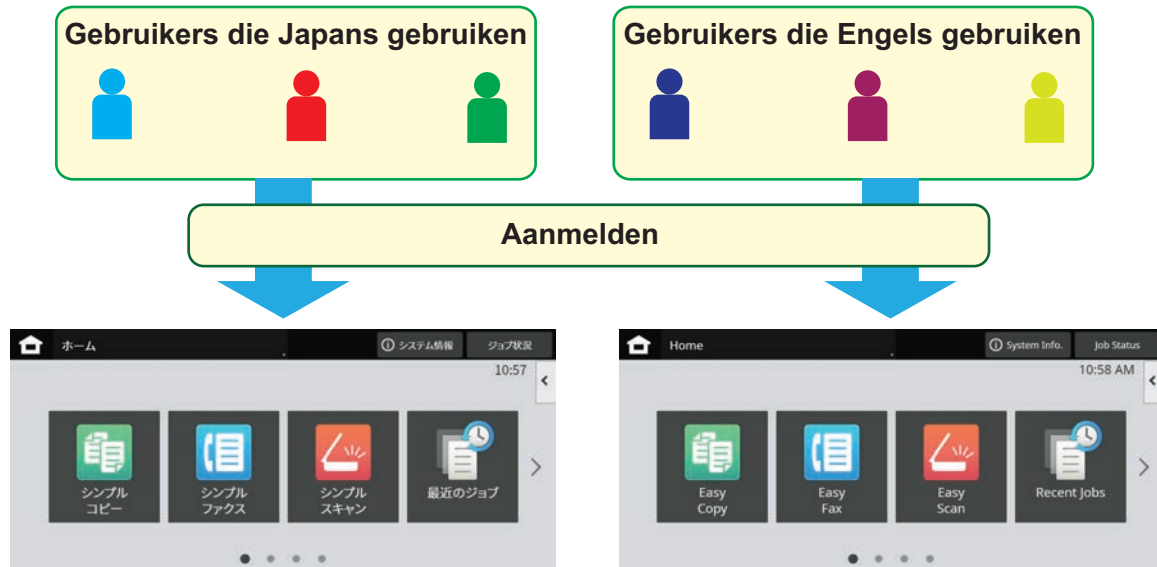 Gebruikers die Japans gebruiken
Gebruikers die Engels gebruiken
Aanmelden
ホーム
システム情報
ジョブ状況
10:57
シンプル
コピー
シンプル
ファクス
シンプル
スキャン
最近のジョブ
Home
System Info.
Job Status
10:58 AM
Easy
Copy
Easy
Fax
Easy
Scan
Recent Jobs